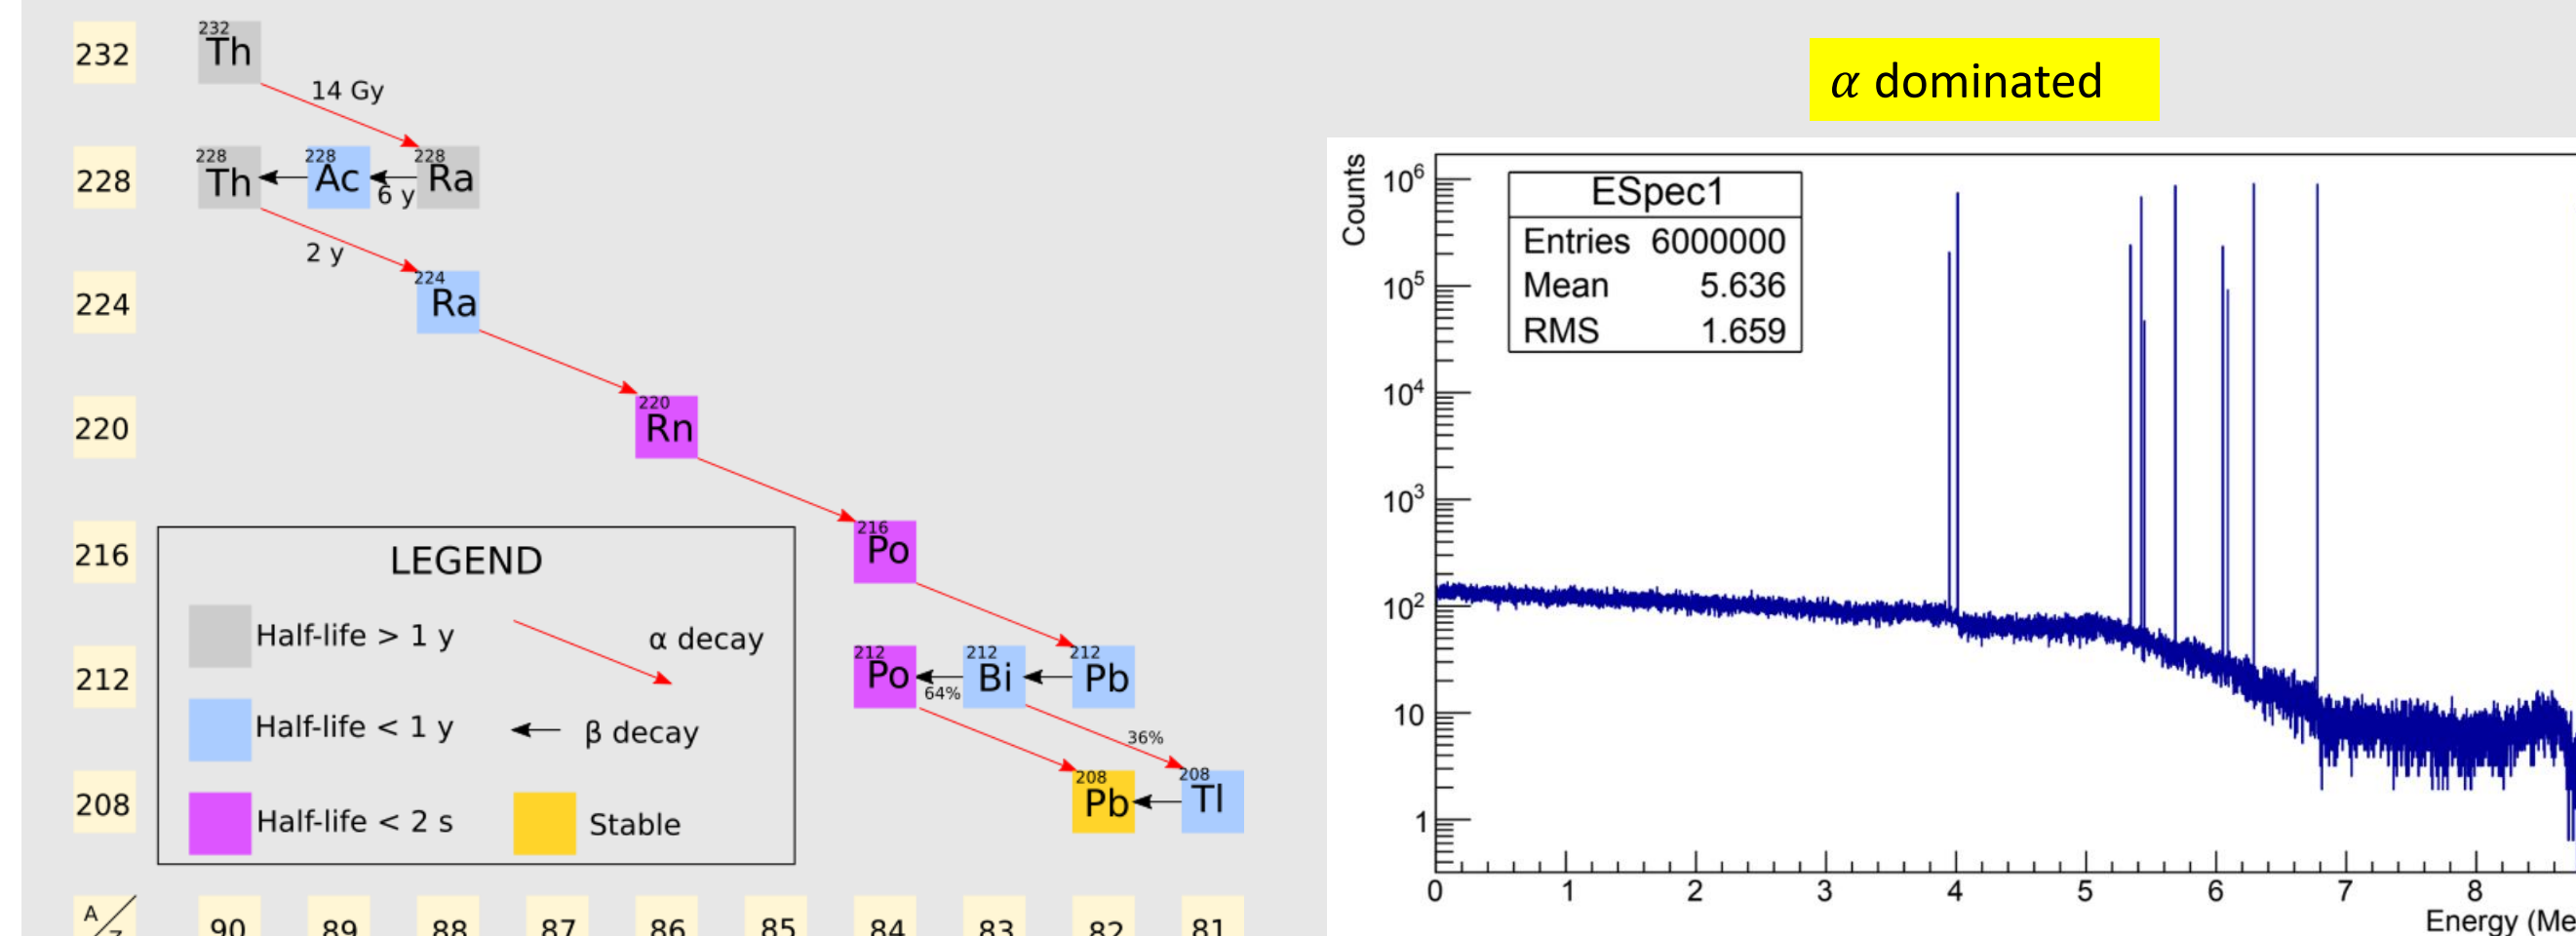 232
232
Th
14 Gy
228
228
Th
228
Ac
6 y
228
Ra
2 y
224
224
Ra
220
220
Rn
216
216
Po
212
212
Po
64%
212
Bi
212
Pb
36%
208
208
Pb
208
Tl
LEGEND
Half-life > 1 y
α decay
Half-life < 1 y
β decay
Half-life < 2 s
Stable
A
90
89
88
87
86
85
84
83
82
81
α dominated
Counts
10⁶
10⁵
10⁴
10³
10²
10
1
ESpec1
Entries 6000000
Mean 5.636
RMS 1.659
0 1 2 3 4 5 6 7 8
Energy (Me